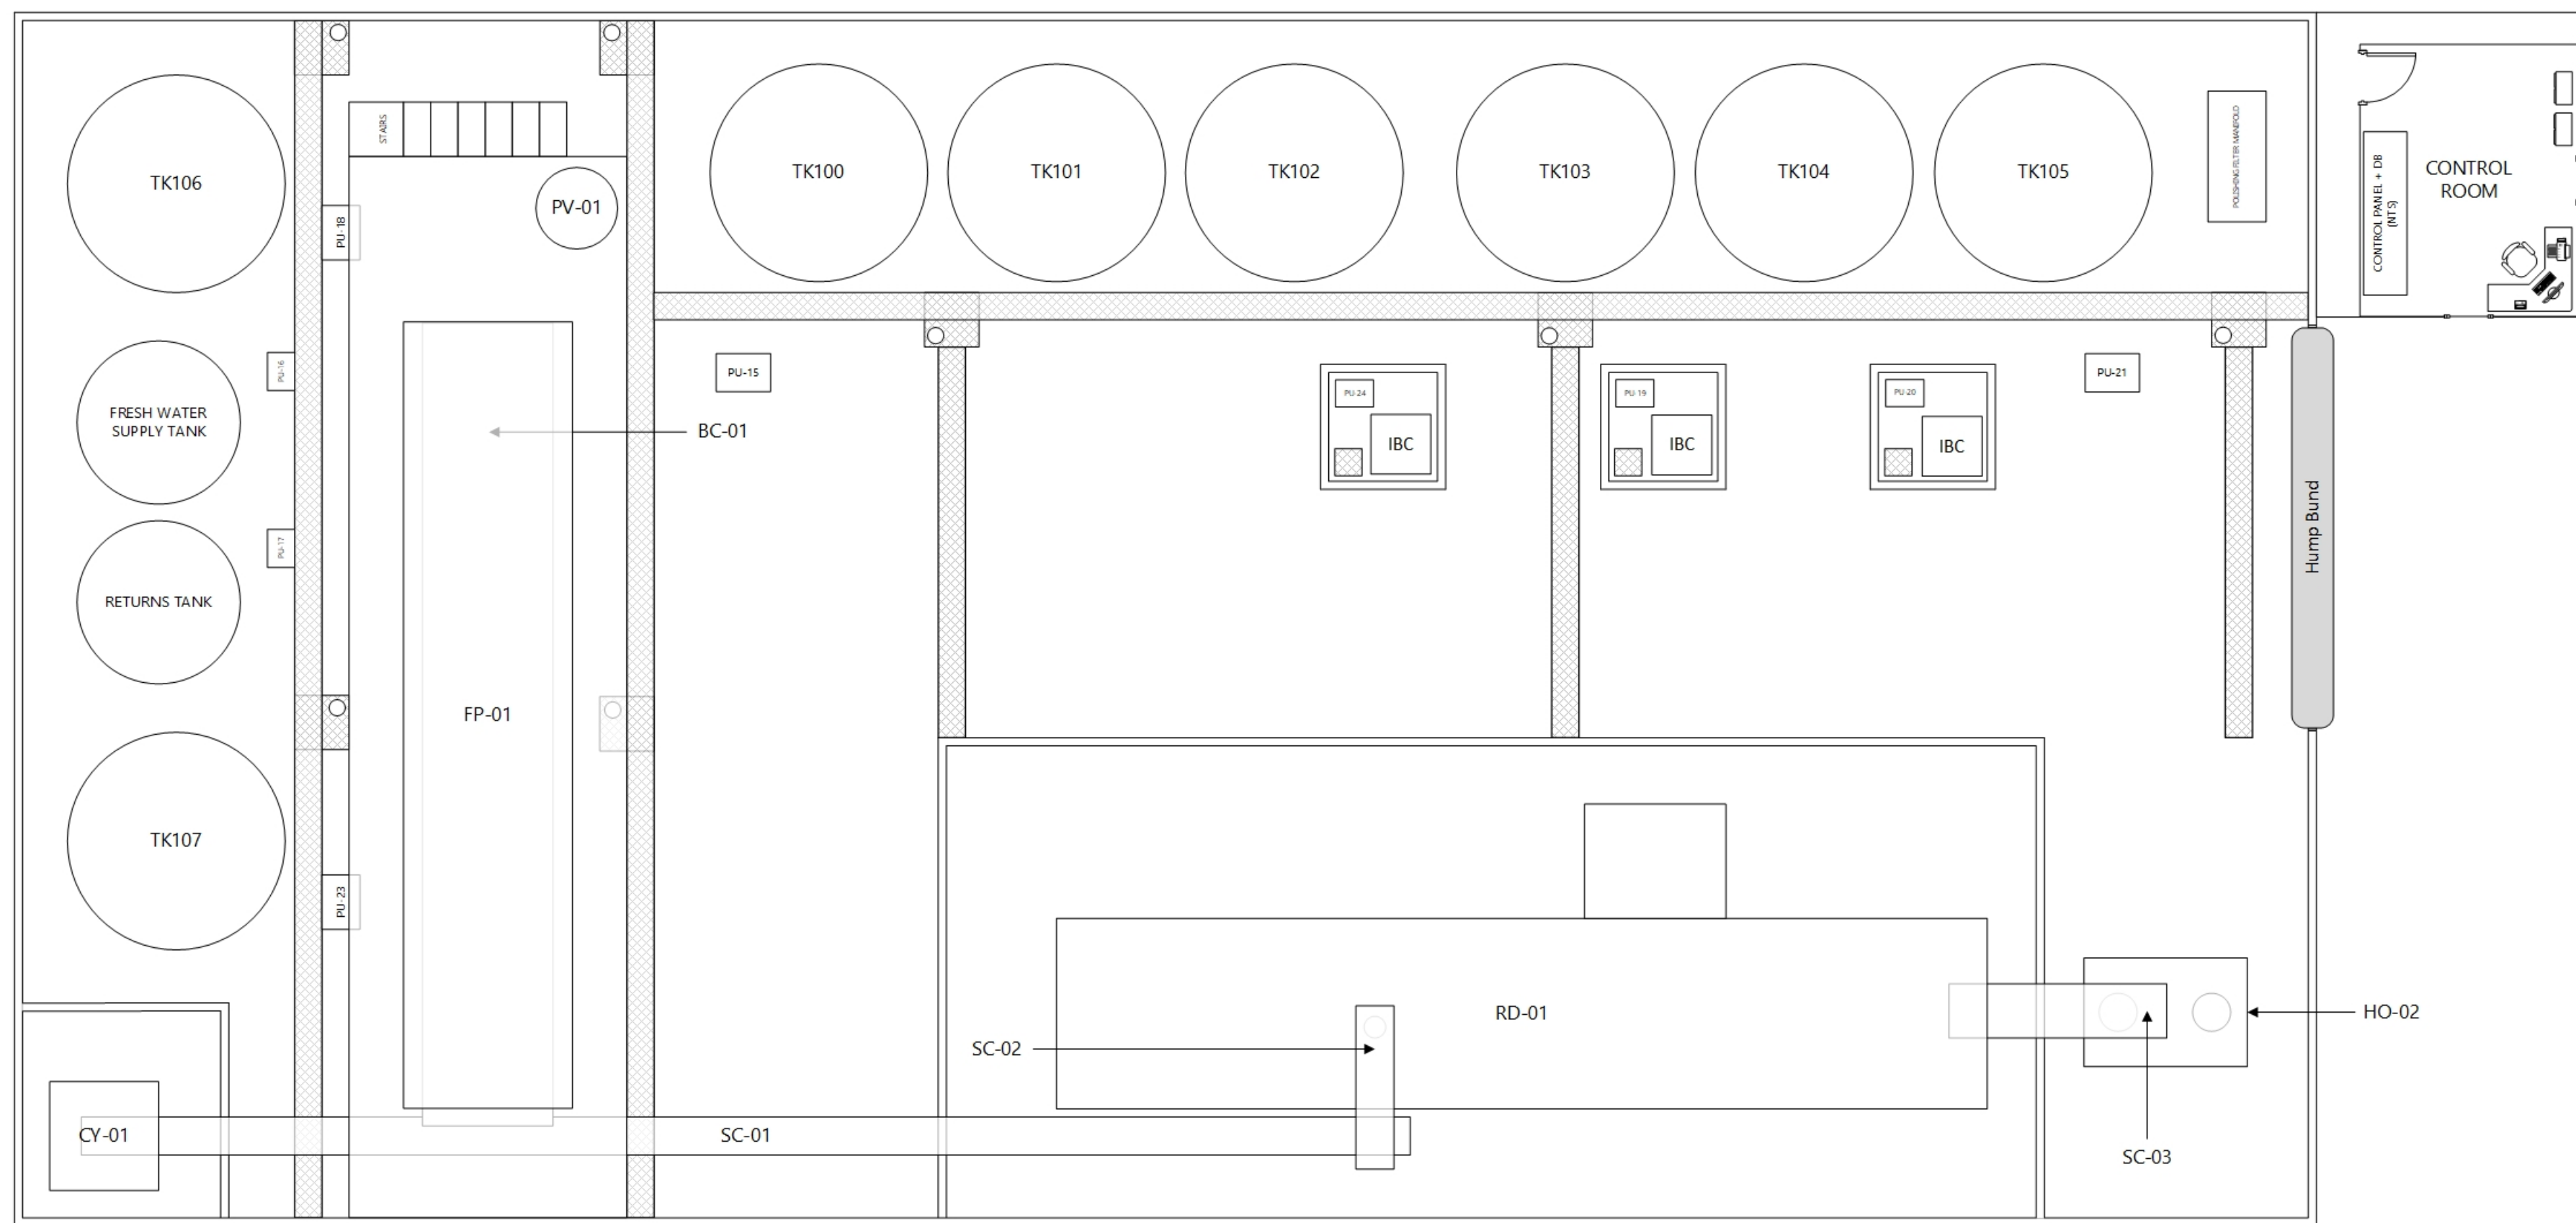 STAIRS
TK106
PV-01
PU-18
TK100
TK101
TK102
TK103
TK104
TK105
POLISHING FILTER MANIFOLD
CONTROL PANEL + DB
(NTS)
CONTROL
ROOM
PU-16
FRESH WATER
SUPPLY TANK
PU-15
BC-01
PU-24
IBC
PU-19
IBC
PU-20
IBC
PU-21
Hump Bund
PU-17
RETURNS TANK
FP-01
TK107
PU-23
SC-02
RD-01
HO-02
CY-01
SC-01
SC-03